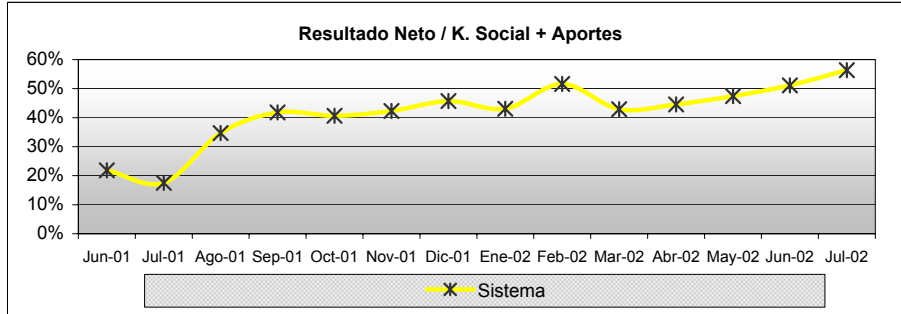 Resultado Neto / K. Social + Aportes
60%
50%
40%
30%
20%
10%
0%
Jun-01 Jul-01 Ago-01 Sep-01 Oct-01 Nov-01 Dic-01 Ene-02 Feb-02 Mar-02 Abr-02 May-02 Jun-02 Jul-02
Sistema